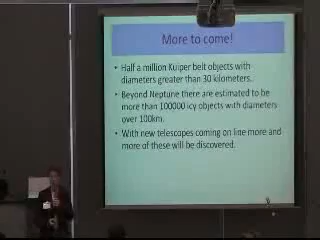 More to come!
• Half a million Kuiper belt objects with
diameters greater than 30 kilometers.
• Beyond Neptune there are estimated to
be more than 100000 icy objects with diameters
over 100km.
• With new telescopes coming on line more and
more of these will be discovered.